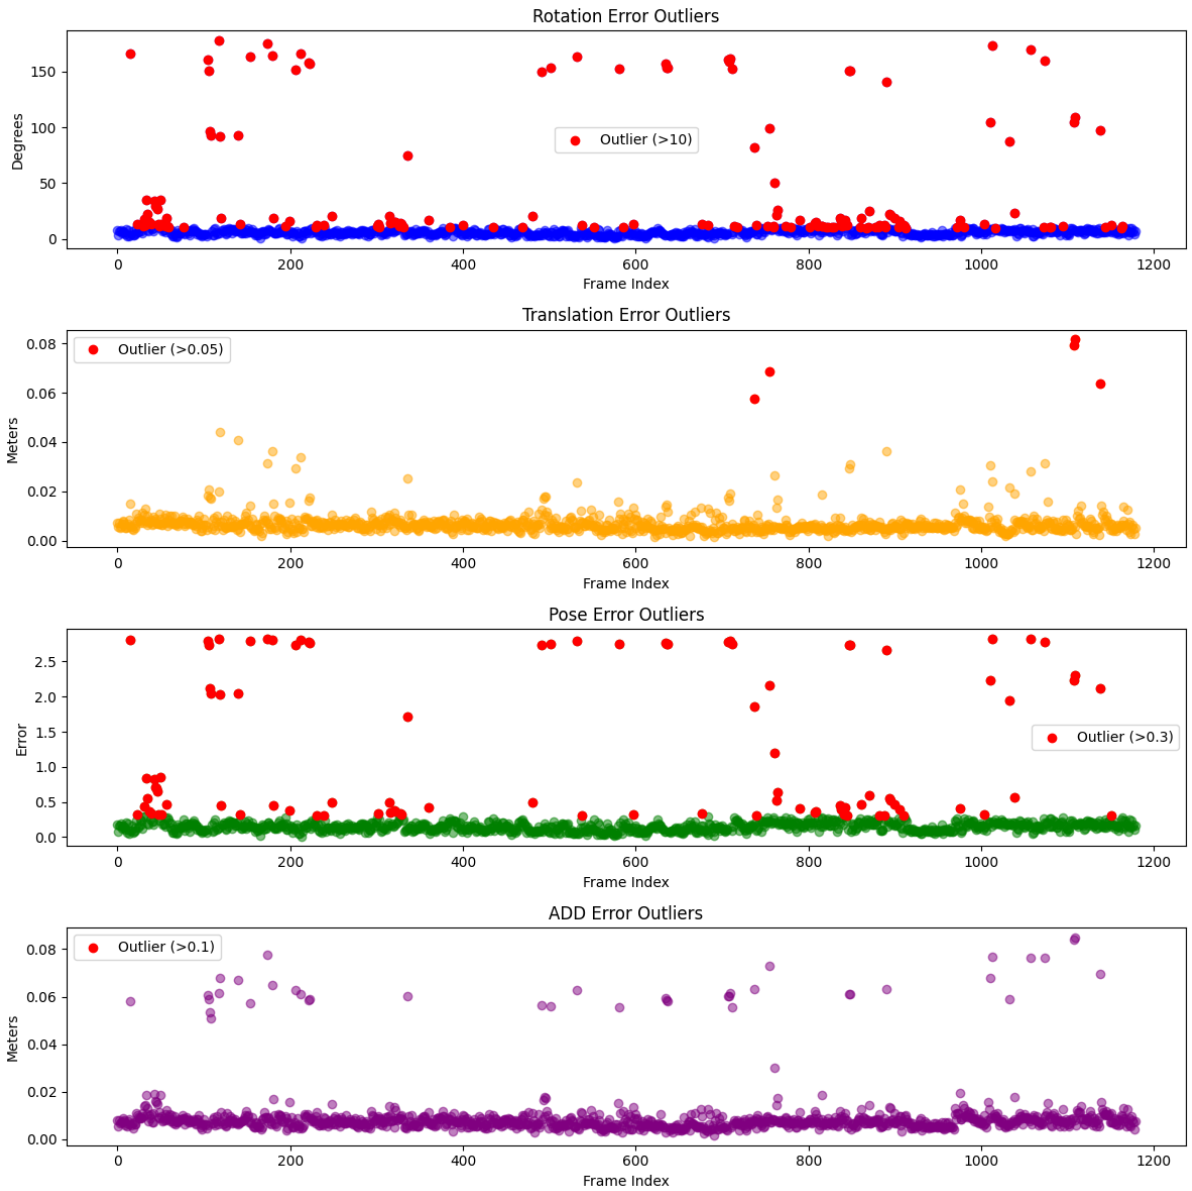 Rotation Error Outliers
150
100
50
0
Degrees
Outlier (>10)
0 200 400 600 800 1000 1200
Frame Index
Translation Error Outliers
Outlier (>0.05)
0.08
0.06
0.04
0.02
0.00
Meters
0 200 400 600 800 1000 1200
Frame Index
Pose Error Outliers
2.5
2.0
1.5
1.0
0.5
0.0
Error
Outlier (>0.3)
0 200 400 600 800 1000 1200
Frame Index
ADD Error Outliers
Outlier (>0.1)
0.08
0.06
0.04
0.02
0.00
Meters
0 200 400 600 800 1000 1200
Frame Index